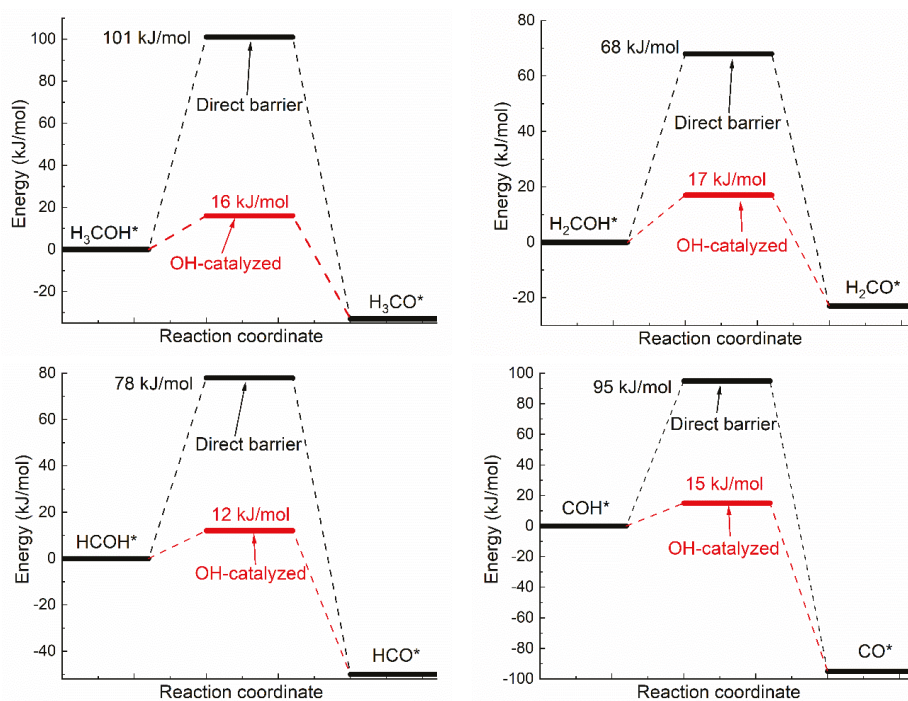 101 kJ/mol
100
80
60
40
20
0
-20
Energy (kJ/mol)
Direct barrier
16 kJ/mol
H₃COH*
OH-catalyzed
H₃CO*
Reaction coordinate
80
60
40
20
0
-20
Energy (kJ/mol)
68 kJ/mol
Direct barrier
17 kJ/mol
H₂COH*
OH-catalyzed
H₂CO*
Reaction coordinate
80
60
40
20
0
-20
-40
Energy (kJ/mol)
78 kJ/mol
Direct barrier
12 kJ/mol
HCOH*
OH-catalyzed
HCO*
Reaction coordinate
100
80
60
40
20
0
-20
-40
-60
-80
-100
Energy (kJ/mol)
95 kJ/mol
Direct barrier
15 kJ/mol
COH*
OH-catalyzed
CO*
Reaction coordinate